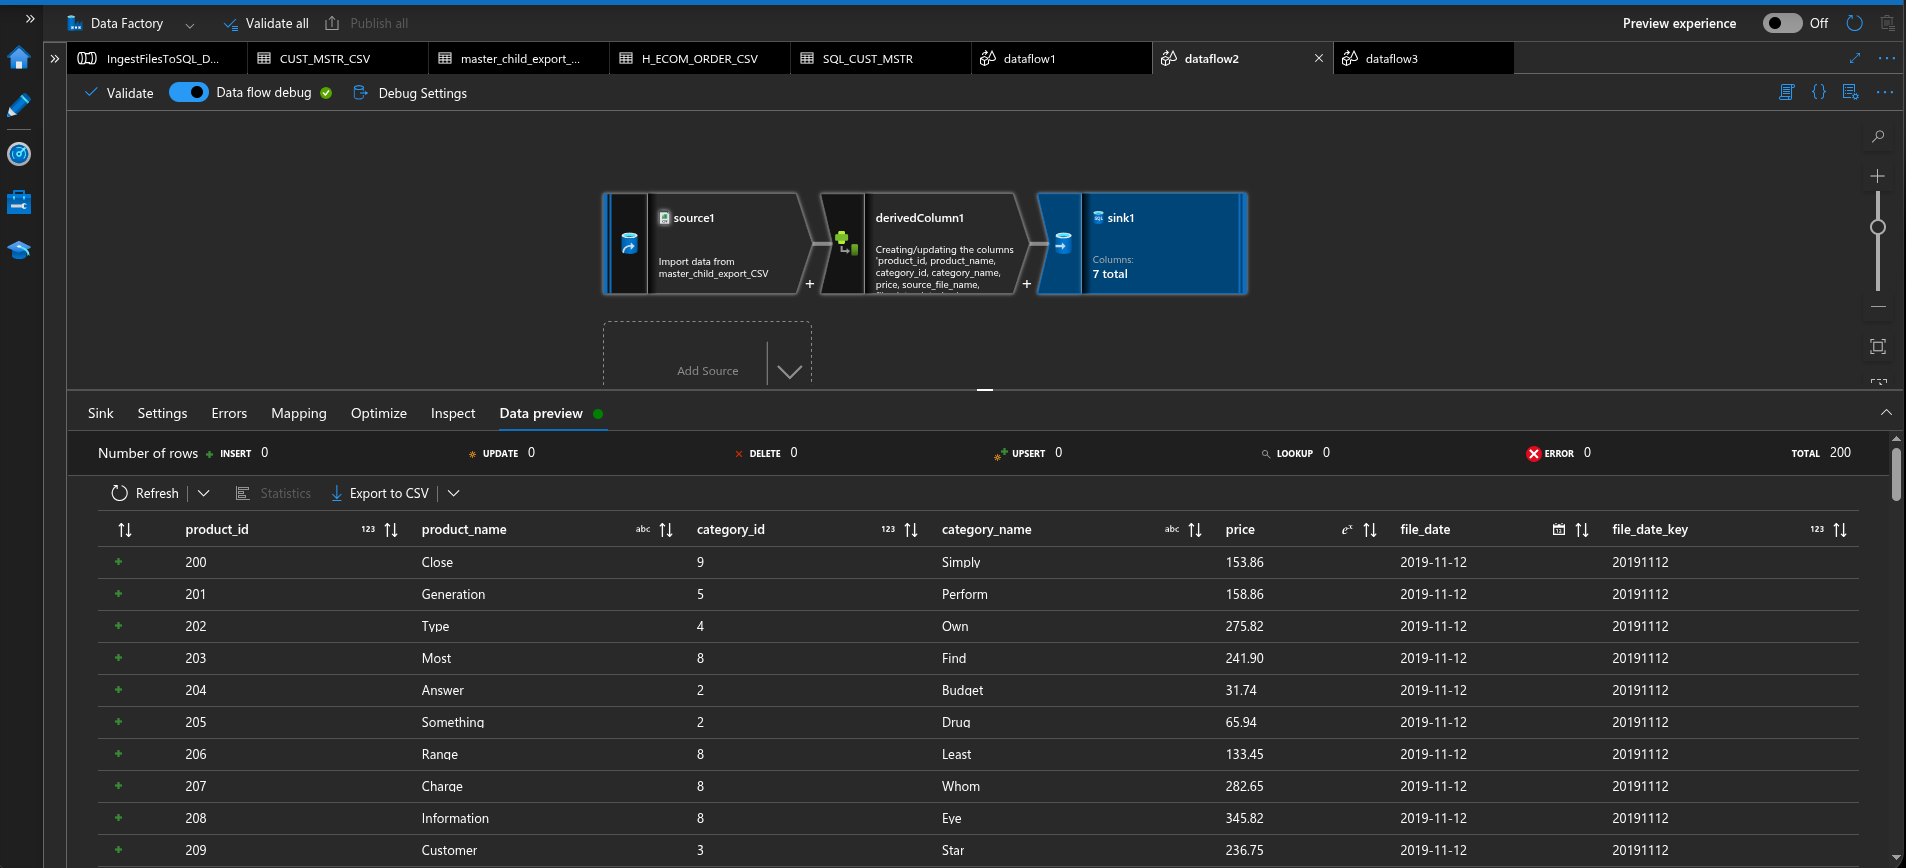 Data Factory Validate all Publish all Preview experience Off
IngestFilesToSQL_D... CUST_MSTR_CSV master_child_export_... H_ECOM_ORDER_CSV SQL_CUST_MSTR dataflow1 dataflow2 dataflow3
Validate Data flow debug Debug Settings
source1
Import data from
master_child_export_CSV
derivedColumn1
Creating/updating the columns
'product_id, product_name,
category_id, category_name,
price, source_file_name,
sink1
Columns:
7 total
Add Source
Sink Settings Errors Mapping Optimize Inspect Data preview
Number of rows INSERT 0 UPDATE 0 DELETE 0 UPSERT 0 LOOKUP 0 ERROR 0 TOTAL 200
Refresh Statistics Export to CSV
product_id 123 product_name abc category_id 123 category_name abc price eˣ file_date file_date_key 123
200 Close 9 Simply 153.86 2019-11-12 20191112
201 Generation 5 Perform 158.86 2019-11-12 20191112
202 Type 4 Own 275.82 2019-11-12 20191112
203 Most 8 Find 241.90 2019-11-12 20191112
204 Answer 2 Budget 31.74 2019-11-12 20191112
205 Something 2 Drug 65.94 2019-11-12 20191112
206 Range 8 Least 133.45 2019-11-12 20191112
207 Charge 8 Whom 282.65 2019-11-12 20191112
208 Information 8 Eye 345.82 2019-11-12 20191112
209 Customer 3 Star 236.75 2019-11-12 20191112